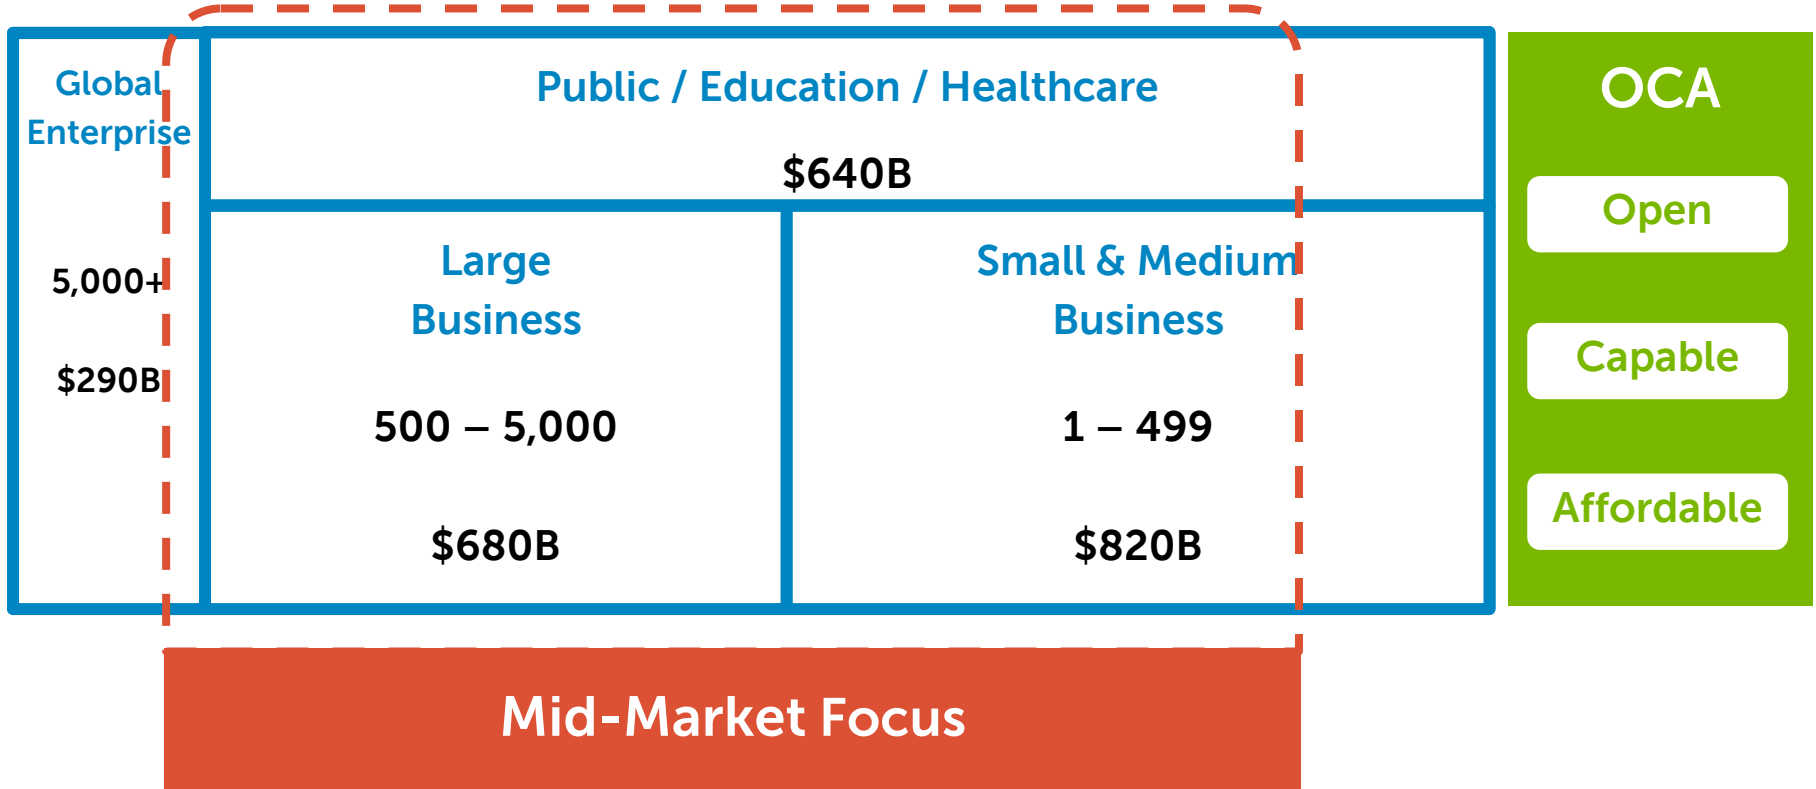 Global
Enterprise
5,000+
$290B
Public / Education / Healthcare
$640B
Large
Business
500 – 5,000
$680B
Small & Medium
Business
1 – 499
$820B
OCA
Open
Capable
Affordable
Mid-Market Focus